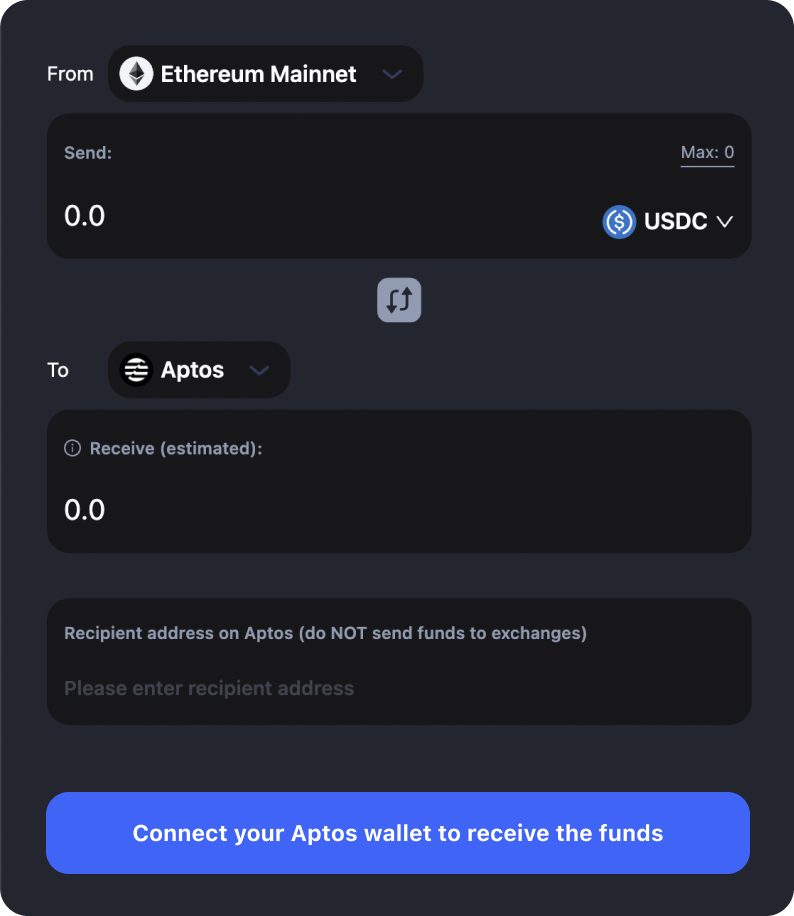 From Ethereum Mainnet
Send: Max: 0
0.0 USDC
To Aptos
Receive (estimated):
0.0
Recipient address on Aptos (do NOT send funds to exchanges)
Please enter recipient address
Connect your Aptos wallet to receive the funds